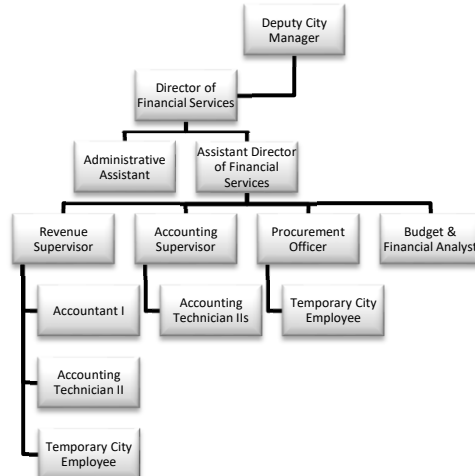 Deputy City
Manager
Director of
Financial Services
Administrative
Assistant
Assistant Director
of Financial
Services
Revenue
Supervisor
Accounting
Supervisor
Procurement
Officer
Budget &
Financial Analyst
Accountant I
Accounting
Technician IIs
Temporary City
Employee
Accounting
Technician II
Temporary City
Employee